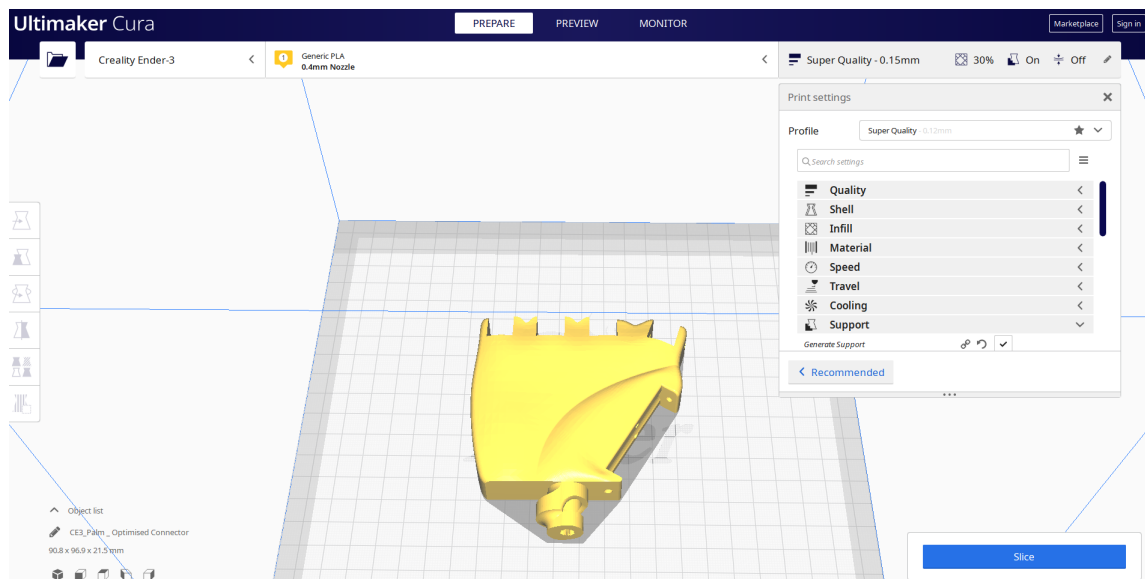 Ultimaker Cura
PREPARE
PREVIEW
MONITOR
Marketplace
Sign in
Creality Ender-3
1
Generic PLA
0.4mm Nozzle
Super Quality - 0.15mm
30%
On
Off
Print settings
Profile
Super Quality - 0.12mm
Search settings
Quality
Shell
Infill
Material
Speed
Travel
Cooling
Support
Generate Support
Recommended
Object list
CE3_Palm _ Optimised Connector
90.8 x 96.9 x 21.5 mm
Slice